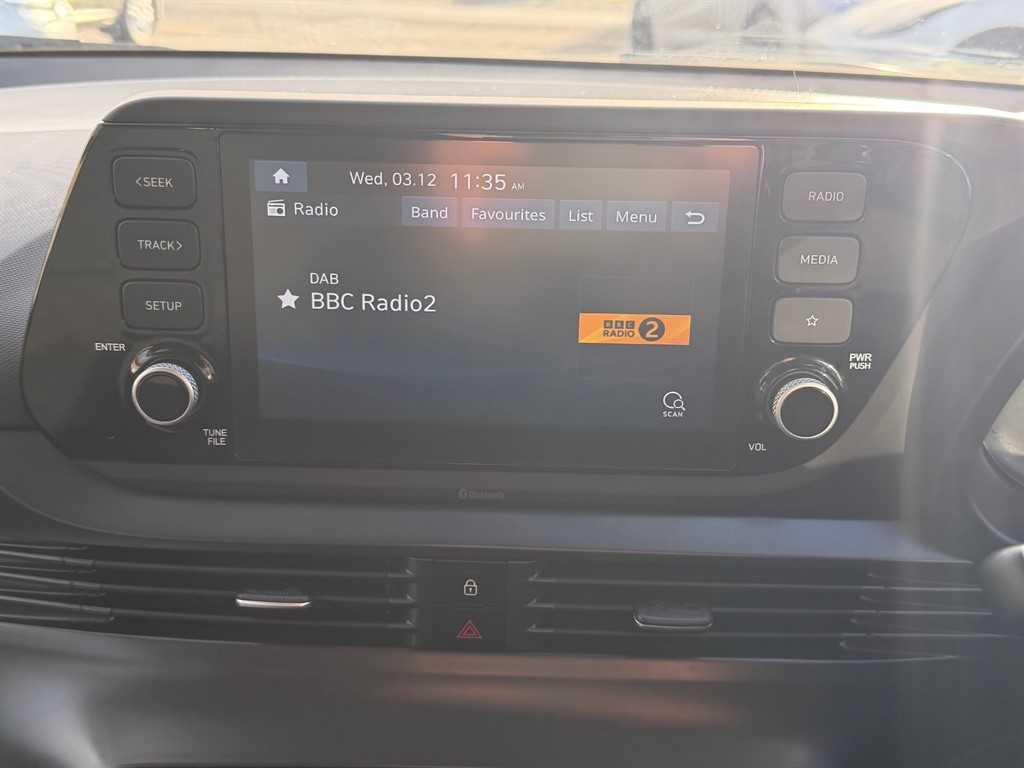 <SEEK
TRACK>
SETUP
ENTER
TUNE
FILE
Wed, 03.12 11:35 AM
Radio Band Favourites List Menu
DAB
BBC Radio2
BBC
RADIO 2
SCAN
RADIO
MEDIA
PWR
PUSH
VOL
Bluetooth